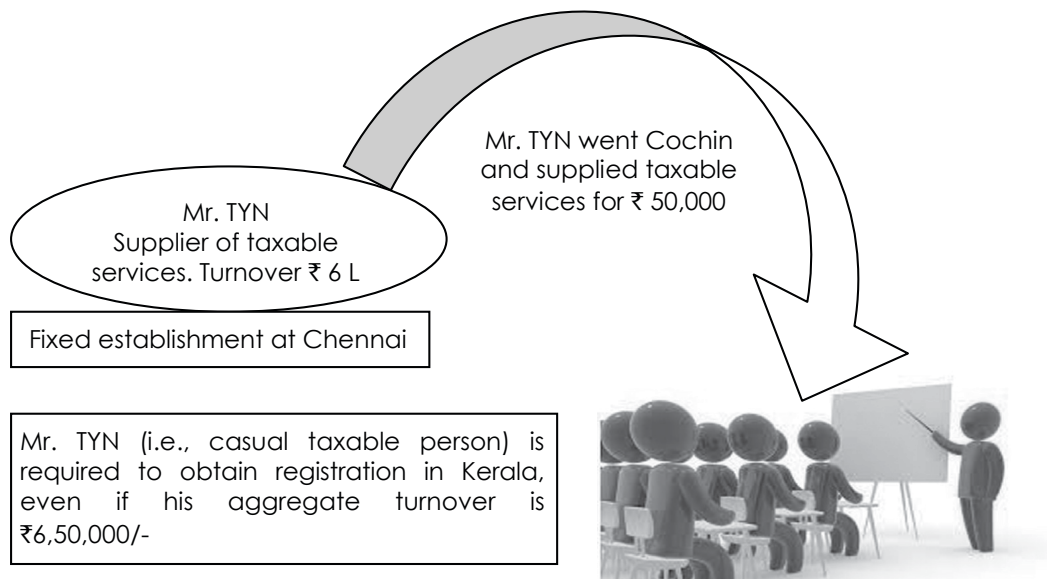 Mr. TYN went Cochin
and supplied taxable
services for ₹ 50,000
Mr. TYN
Supplier of taxable
services. Turnover ₹ 6 L
Fixed establishment at Chennai
Mr. TYN (i.e., casual taxable person) is
required to obtain registration in Kerala,
even if his aggregate turnover is
₹6,50,000/-